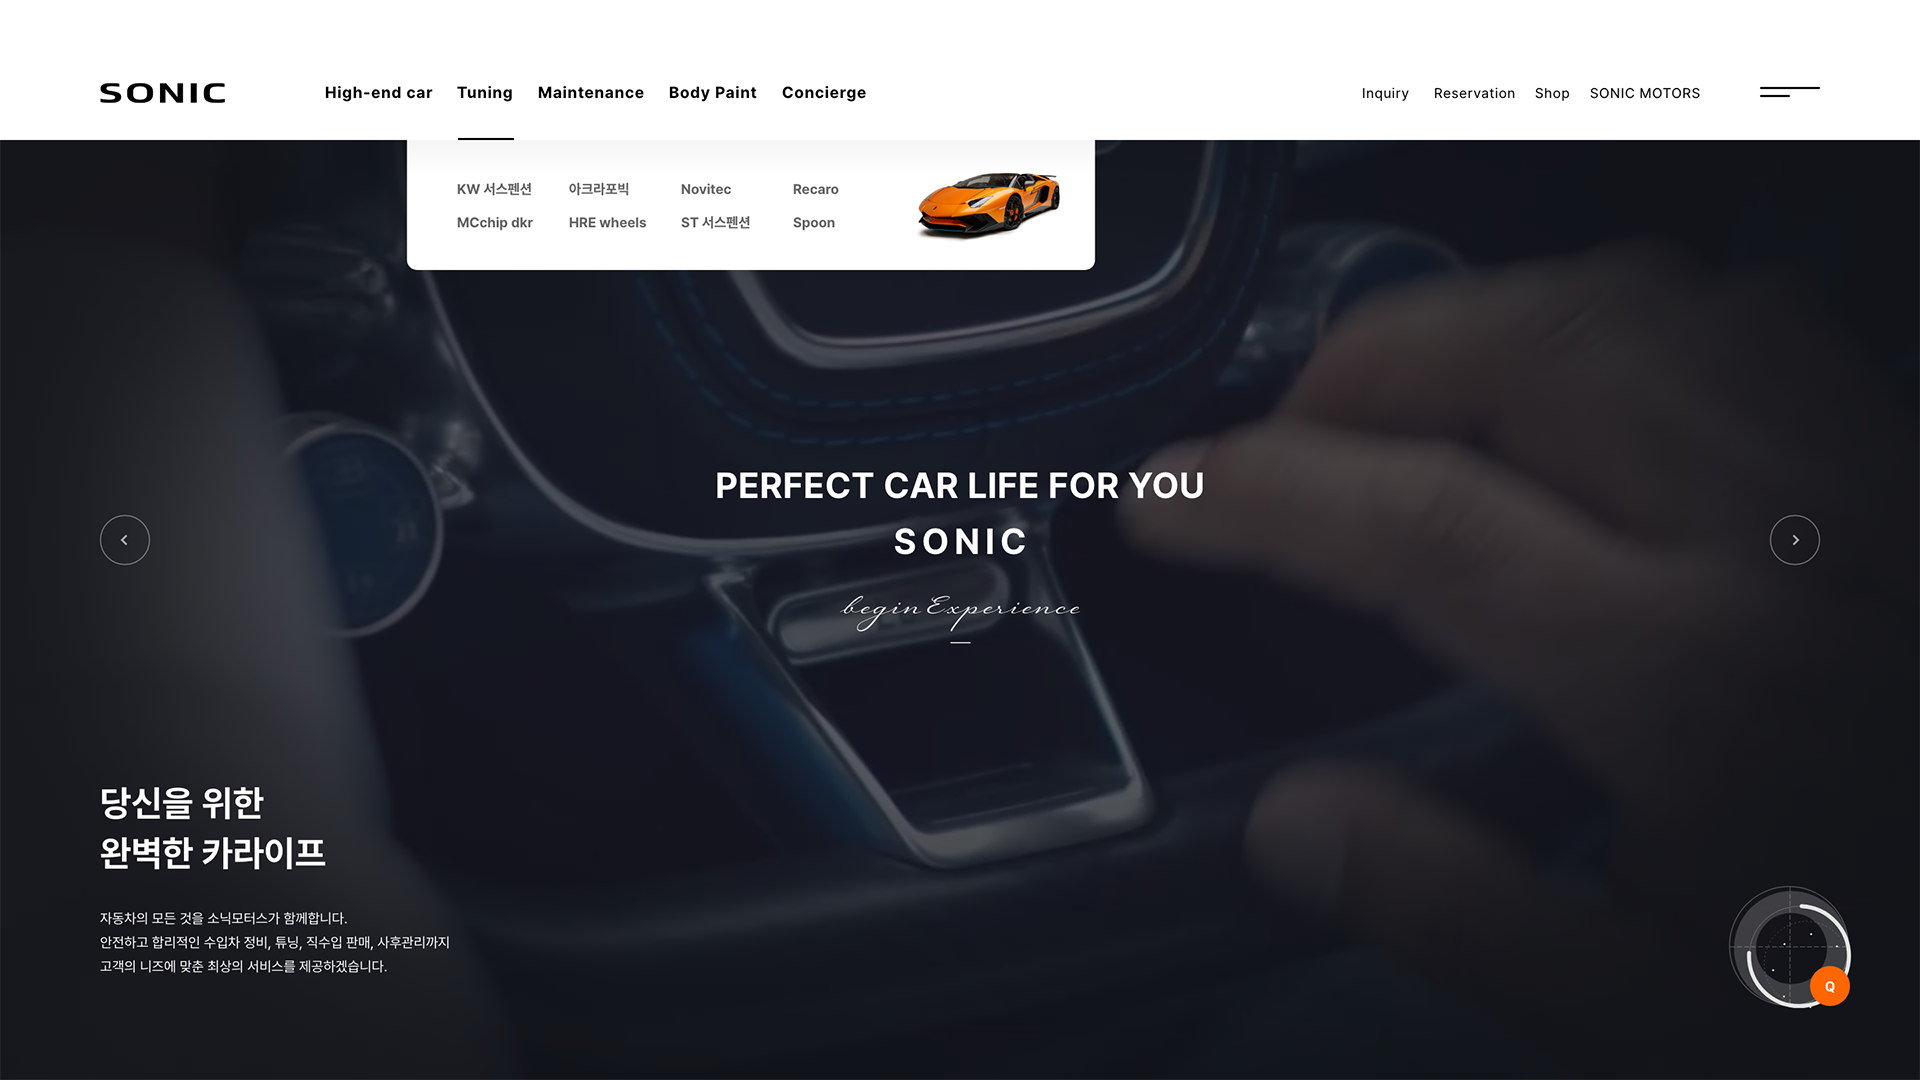 SONIC
High-end car Tuning Maintenance Body Paint Concierge
Inquiry Reservation Shop SONIC MOTORS
KW 서스펜션 아크라포빅 Novitec Recaro
MCchip dkr HRE wheels ST 서스펜션 Spoon
PERFECT CAR LIFE FOR YOU
SONIC
begin Experience
당신을 위한
완벽한 카라이프
자동차의 모든 것을 소닉모터스가 함께합니다.
안전하고 합리적인 수입차 정비, 튜닝, 직수입 판매, 사후관리까지
고객의 니즈에 맞춘 최상의 서비스를 제공하겠습니다.
Q